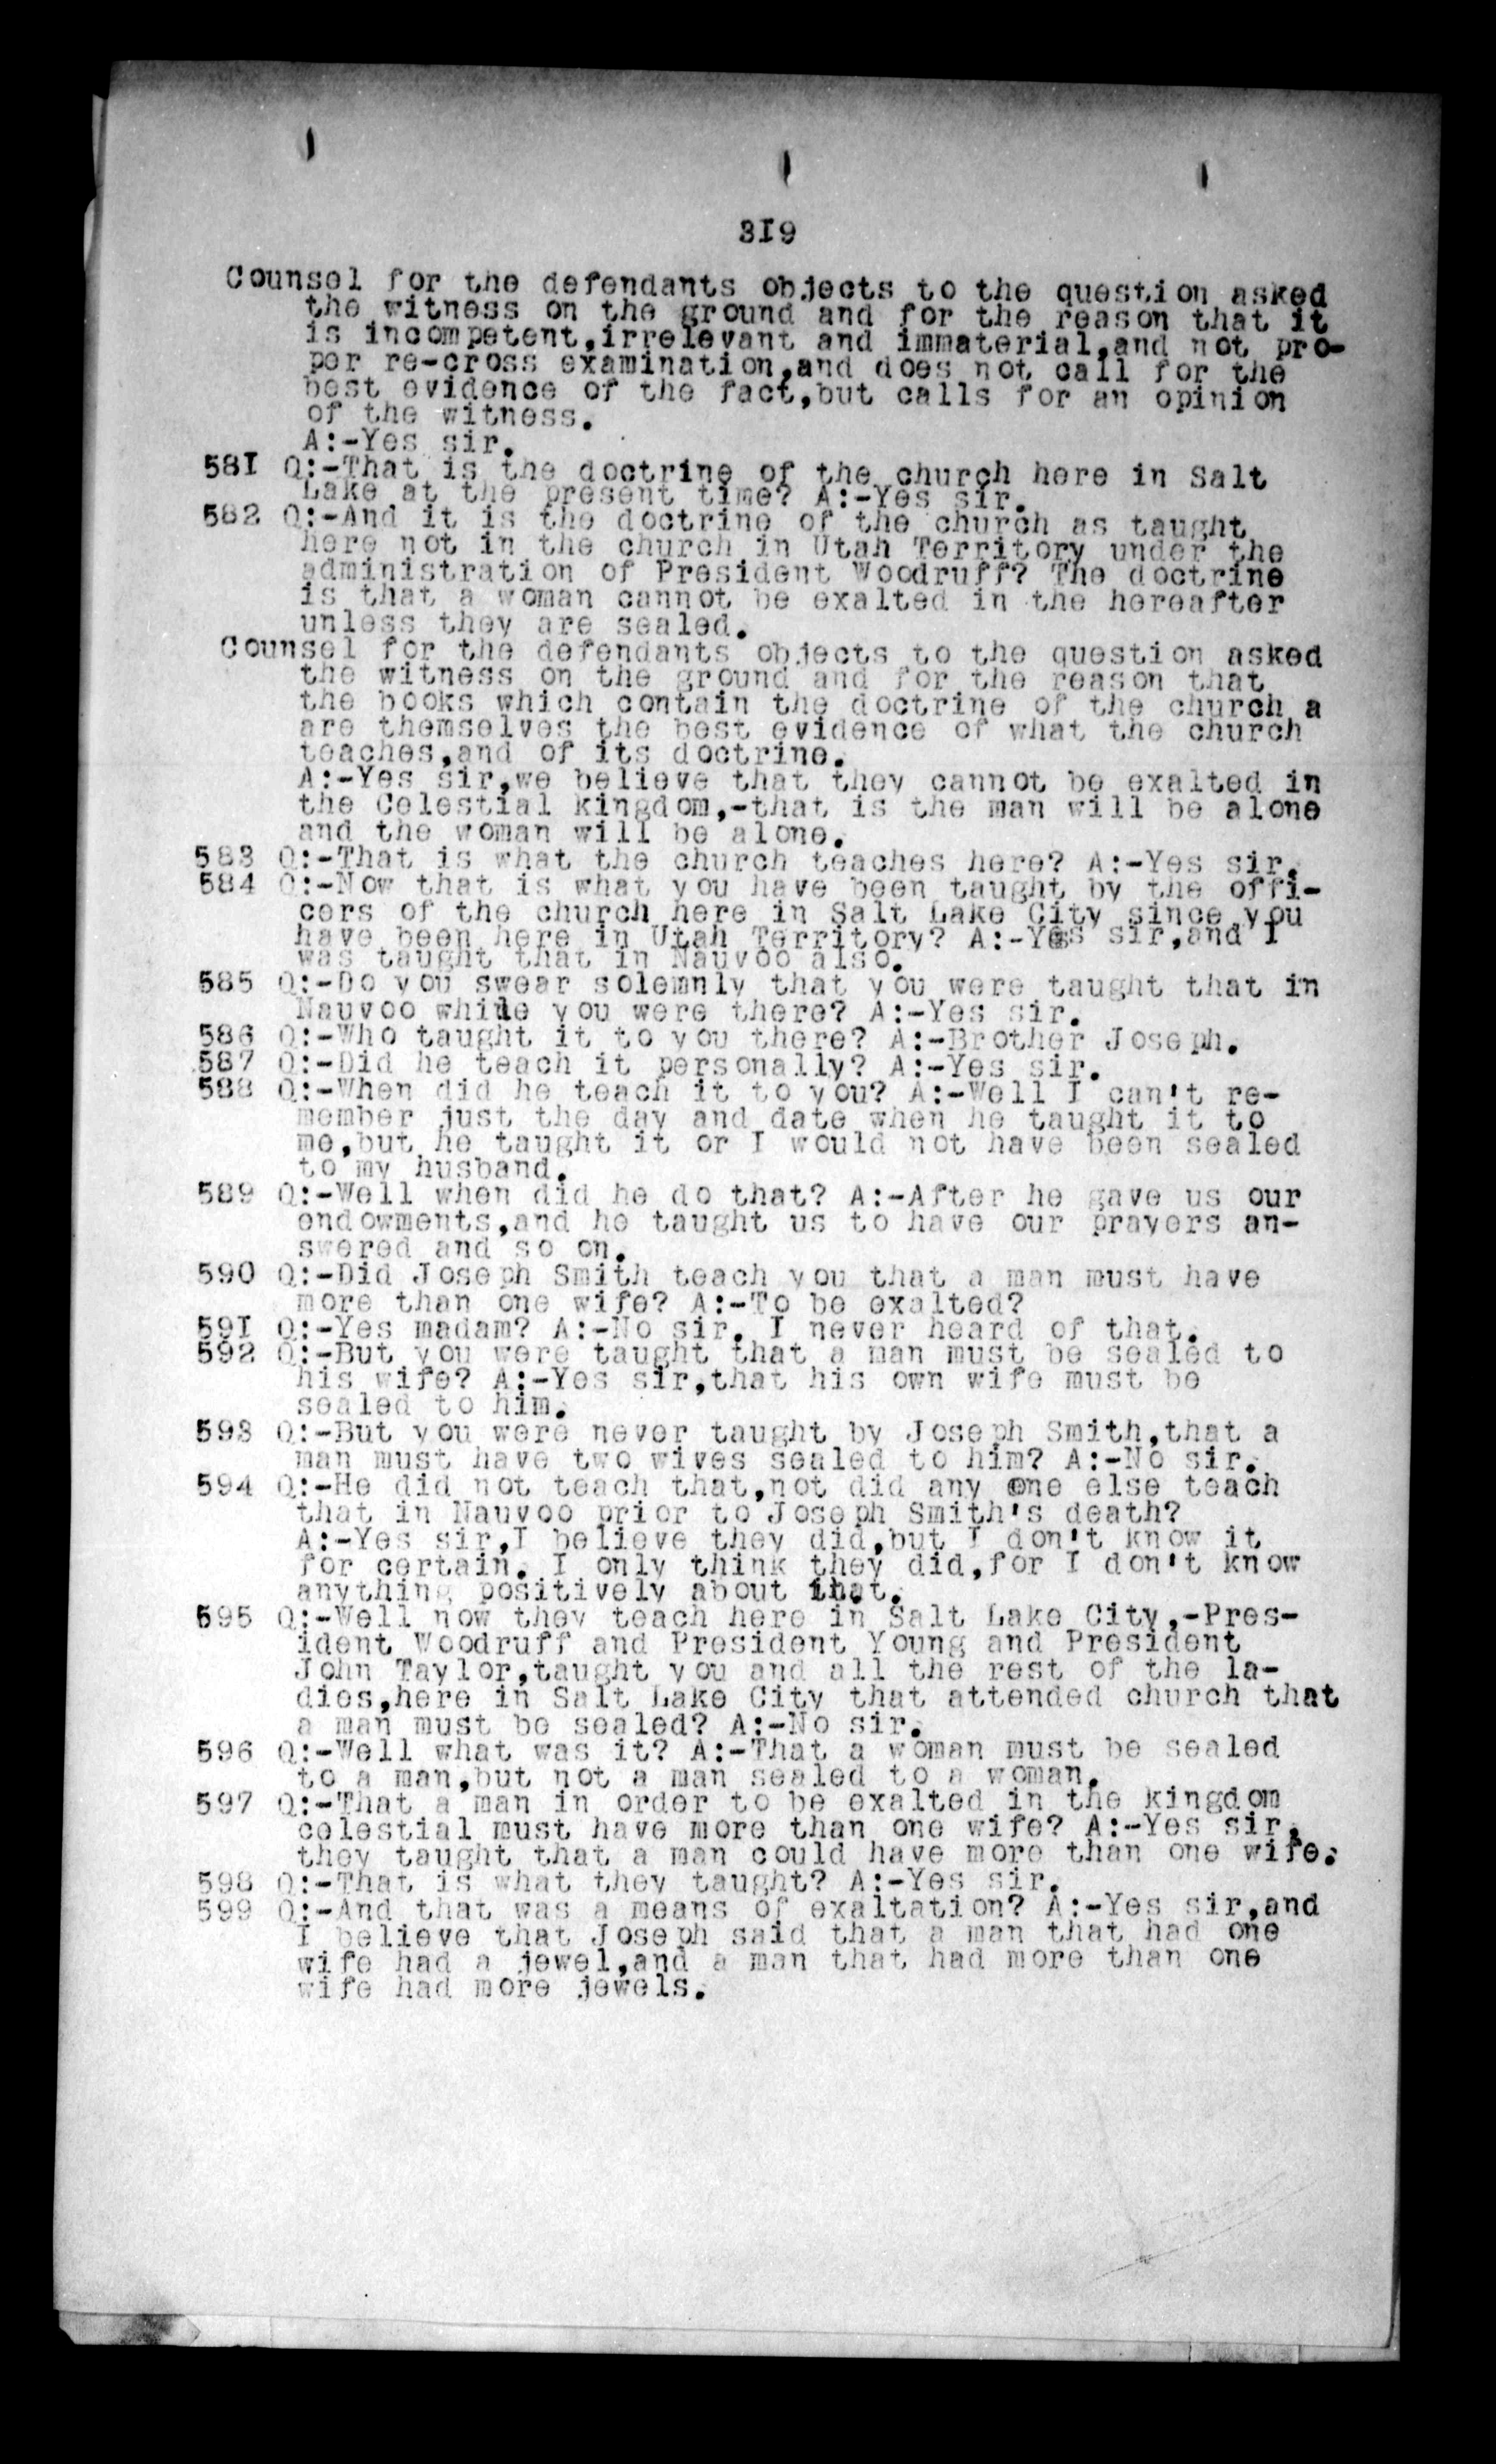 319
Counsel for the defendants objects to the question asked
the witness on the ground and for the reason that it
is incompetent,irrelevant and immaterial,and not pro-
per re-cross examination,and does not call for the
best evidence of the fact,but calls for an opinion
of the witness.
A:-Yes sir.
581 Q:-That is the doctrine of the church here in Salt
Lake at the present time? A:-Yes sir.
582 Q:-And it is the doctrine of the church as taught
here not in the church in Utah Territory under the
administration of President Woodruff? The doctrine
is that a woman cannot be exalted in the hereafter
unless they are sealed.
Counsel for the defendants objects to the question asked
the witness on the ground and for the reason that
the books which contain the doctrine of the church a
are themselves the best evidence of what the church
teaches,and of its doctrine.
A:-Yes sir,we believe that they cannot be exalted in
the Celestial kingdom,-that is the man will be alone
and the woman will be alone.
583 Q:-That is what the church teaches here? A:-Yes sir.
584 Q:-Now that is what you have been taught by the offi-
cers of the church here in Salt Lake City since you
have been here in Utah Territory? A:-Yes sir,and I
was taught that in Nauvoo also.
585 Q:-Do you swear solemnly that you were taught that in
Nauvoo while you were there? A:-Yes sir.
586 Q:-Who taught it to you there? A:-Brother Joseph.
587 Q:-Did he teach it personally? A:-Yes sir.
588 Q:-When did he teach it to you? A:-Well I can't re-
member just the day and date when he taught it to
me,but he taught it or I would not have been sealed
to my husband.
589 Q:-Well when did he do that? A:-After he gave us our
endowments,and he taught us to have our prayers an-
swered and so on.
590 Q:-Did Joseph Smith teach you that a man must have
more than one wife? A:-To be exalted?
591 Q:-Yes madam? A:-No sir. I never heard of that.
592 Q:-But you were taught that a man must be sealed to
his wife? A:-Yes sir,that his own wife must be
sealed to him.
593 Q:-But you were never taught by Joseph Smith,that a
man must have two wives sealed to him? A:-No sir.
594 Q:-He did not teach that,not did any one else teach
that in Nauvoo prior to Joseph Smith's death?
A:-Yes sir,I believe they did,but I don't know it
for certain. I only think they did,for I don't know
anything positively about that.
595 Q:-Well now they teach here in Salt Lake City,-Pres-
ident Woodruff and President Young and President
John Taylor,taught you and all the rest of the la-
dies,here in Salt Lake City that attended church that
a man must be sealed? A:-No sir.
596 Q:-Well what was it? A:-That a woman must be sealed
to a man,but not a man sealed to a woman.
597 Q:-That a man in order to be exalted in the kingdom
celestial must have more than one wife? A:-Yes sir,
they taught that a man could have more than one wife.
598 Q:-That is what they taught? A:-Yes sir.
599 Q:-And that was a means of exaltation? A:-Yes sir,and
I believe that Joseph said that a man that had one
wife had a jewel,and a man that had more than one
wife had more jewels.